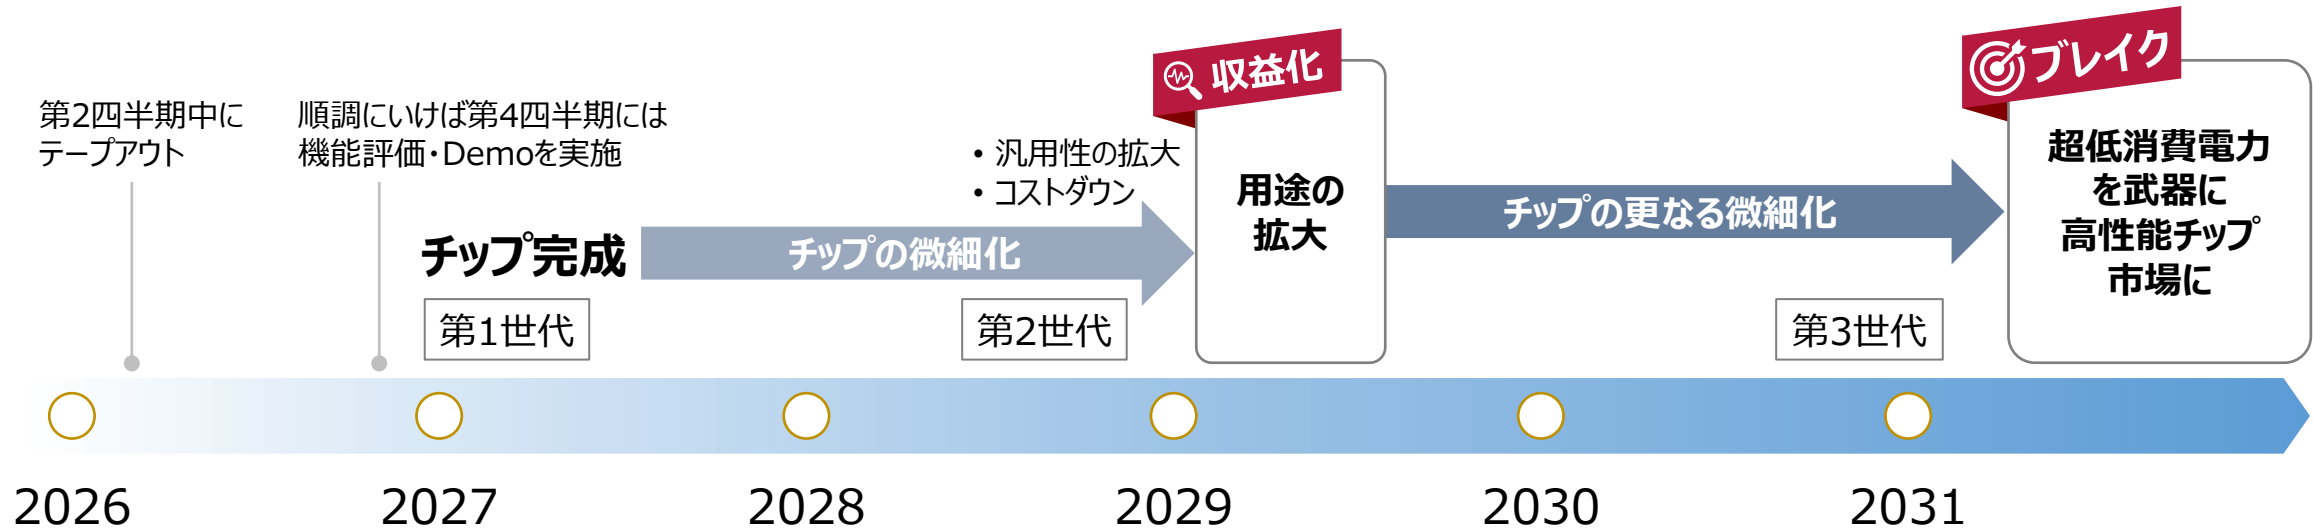 第2四半期中に
テープアウト
順調にいけば第4四半期には
機能評価・Demoを実施
チップ完成
第1世代
チップの微細化
• 汎用性の拡大
• コストダウン
第2世代
収益化
用途の
拡大
チップの更なる微細化
第3世代
ブレイク
超低消費電力
を武器に
高性能チップ
市場に
2026
2027
2028
2029
2030
2031